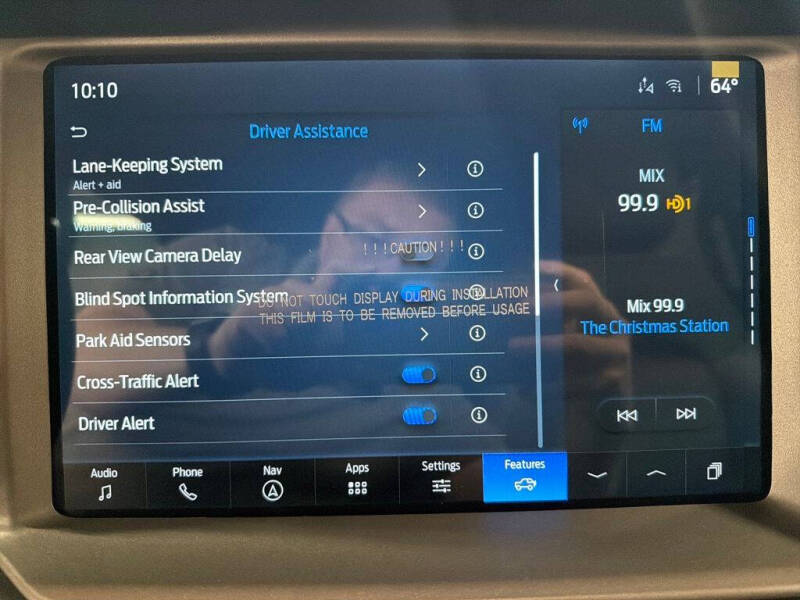 10:10
64°
Driver Assistance
FM
Lane-Keeping System
Alert + aid
MIX
99.9 HD1
Pre-Collision Assist
Warning, braking
Rear View Camera Delay
! ! ! CAUTION ! ! !
Blind Spot Information System
DO NOT TOUCH DISPLAY DURING INSTALLATION
THIS FILM IS TO BE REMOVED BEFORE USAGE
Mix 99.9
The Christmas Station
Park Aid Sensors
Cross-Traffic Alert
Driver Alert
Audio
Phone
Nav
Apps
Settings
Features